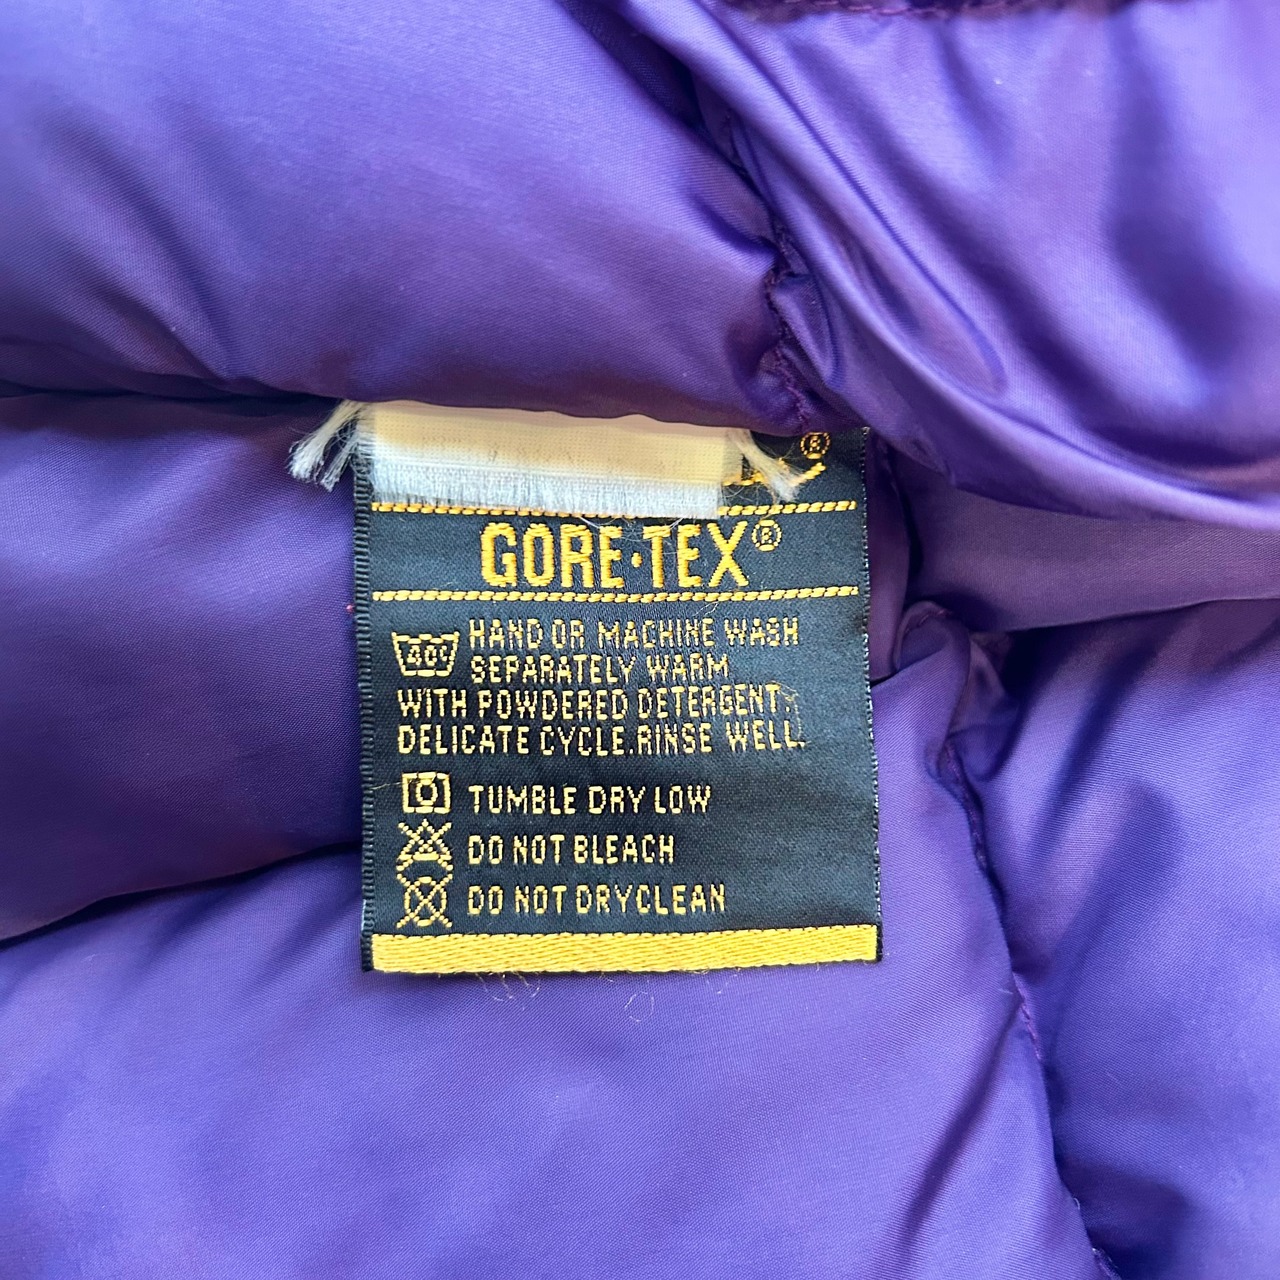 GORE·TEX®
40°
HAND OR MACHINE WASH
SEPARATELY WARM
WITH POWDERED DETERGENT.
DELICATE CYCLE.RINSE WELL.
TUMBLE DRY LOW
DO NOT BLEACH
DO NOT DRYCLEAN